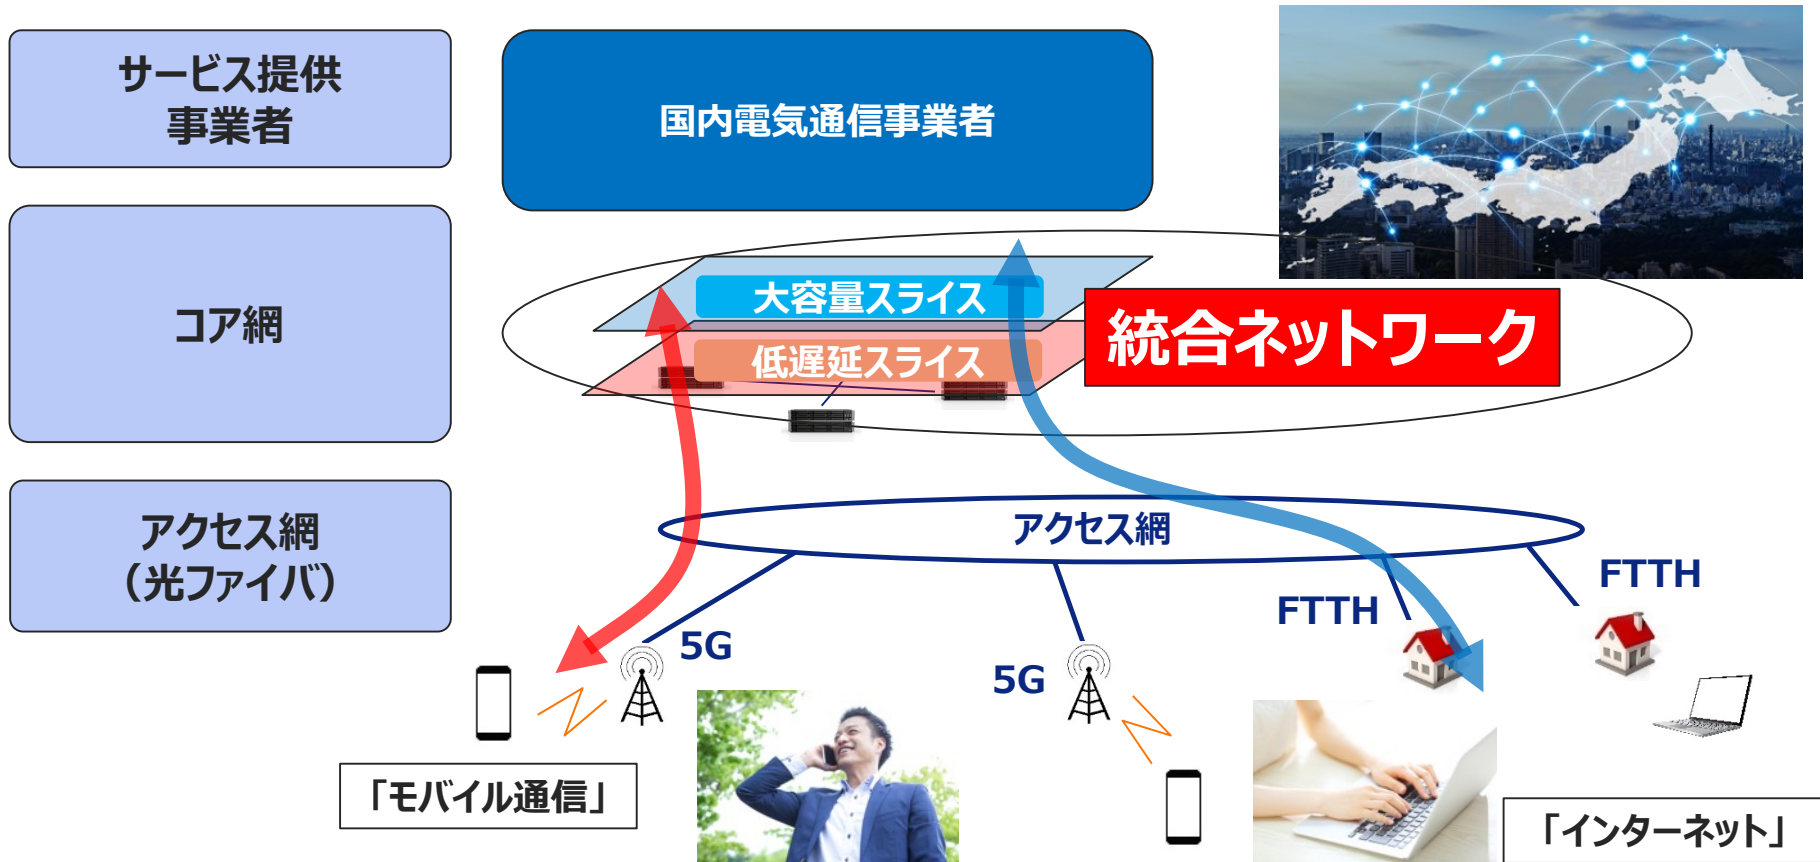 サービス提供
事業者
国内電気通信事業者
コア網
大容量スライス
低遅延スライス
統合ネットワーク
アクセス網
（光ファイバ）
アクセス網
5G
5G
FTTH
FTTH
「モバイル通信」
「インターネット」